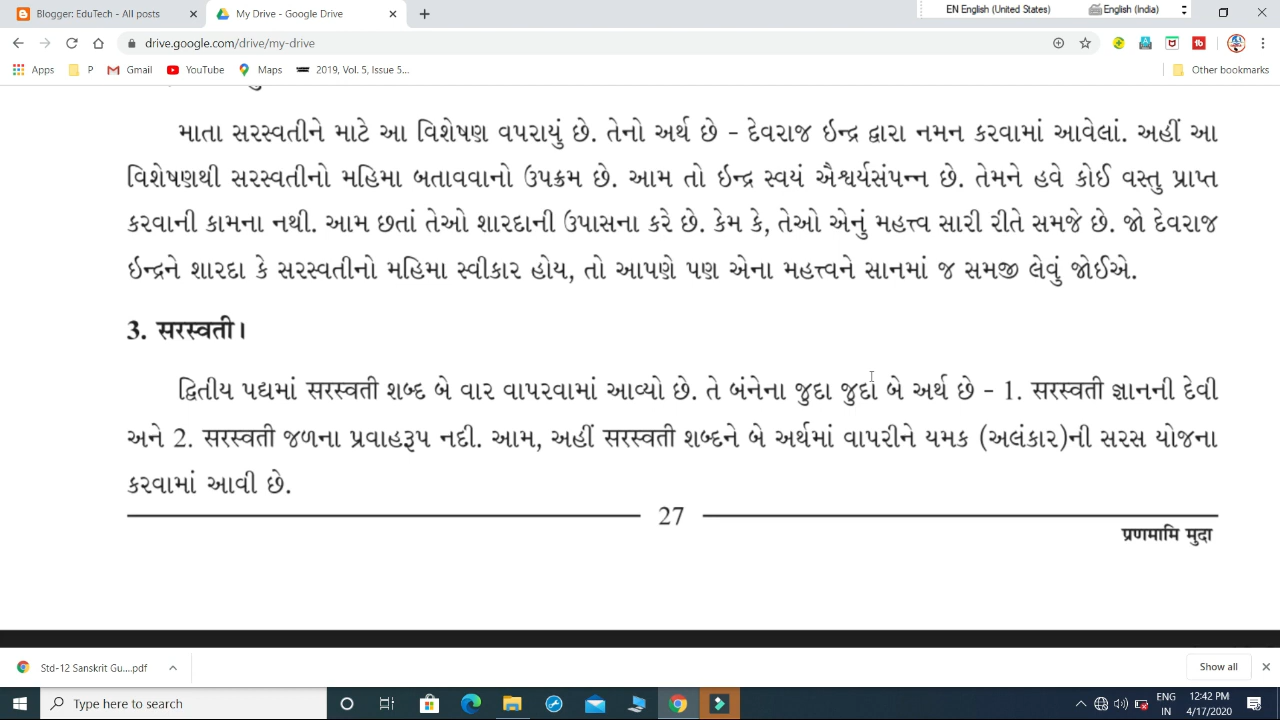 Blogger: EduTech - All posts
My Drive - Google Drive
EN English (United States)
English (India)
drive.google.com/drive/my-drive
Apps
P
Gmail
YouTube
Maps
2019, Vol. 5, Issue 5...
Other bookmarks
માતા સરસ્વતીને માટે આ વિશેષણ વપરાયું છે. તેનો અર્થ છે - દેવરાજ ઇન્દ્ર દ્વારા નમન કરવામાં આવેલાં. અહીં આ
વિશેષણથી સરસ્વતીનો મહિમા બતાવવાનો ઉપક્રમ છે. આમ તો ઇન્દ્ર સ્વયં ઐશ્વર્યસંપન્ન છે. તેમને હવે કોઈ વસ્તુ પ્રાપ્ત
કરવાની કામના નથી. આમ છતાં તેઓ શારદાની ઉપાસના કરે છે. કેમ કે, તેઓ એનું મહત્ત્વ સારી રીતે સમજે છે. જો દેવરાજ
ઇન્દ્રને શારદા કે સરસ્વતીનો મહિમા સ્વીકાર હોય, તો આપણે પણ એના મહત્ત્વને સાનમાં જ સમજી લેવું જોઈએ.
3. સરસ્વતી।
દ્વિતીય પદ્યમાં સરસ્વતી શબ્દ બે વાર વાપરવામાં આવ્યો છે. તે બંનેના જુદા જુદાં બે અર્થ છે - 1. સરસ્વતી જ્ઞાનની દેવી
અને 2. સરસ્વતી જળના પ્રવાહરૂપ નદી. આમ, અહીં સરસ્વતી શબ્દને બે અર્થમાં વાપરીને યમક (અલંકાર)ની સરસ યોજના
કરવામાં આવી છે.
27
प्रणमामि मुदा
Std-12 Sanskrit Gu....pdf
Show all
Type here to search
ENG
IN
12:42 PM
4/17/2020